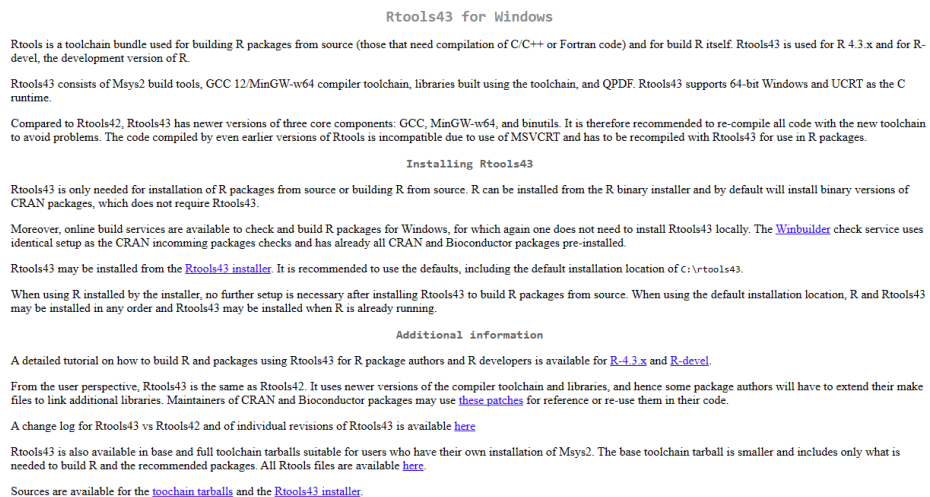 Rtools43 for Windows
Rtools is a toolchain bundle used for building R packages from source (those that need compilation of C/C++ or Fortran code) and for build R itself. Rtools43 is used for R 4.3.x and for R-
devel, the development version of R.
Rtools43 consists of Msys2 build tools, GCC 12/MinGW-w64 compiler toolchain, libraries built using the toolchain, and QPDF. Rtools43 supports 64-bit Windows and UCRT as the C
runtime.
Compared to Rtools42, Rtools43 has newer versions of three core components: GCC, MinGW-w64, and binutils. It is therefore recommended to re-compile all code with the new toolchain
to avoid problems. The code compiled by even earlier versions of Rtools is incompatible due to use of MSVCRT and has to be recompiled with Rtools43 for use in R packages.
Installing Rtools43
Rtools43 is only needed for installation of R packages from source or building R from source. R can be installed from the R binary installer and by default will install binary versions of
CRAN packages, which does not require Rtools43.
Moreover, online build services are available to check and build R packages for Windows, for which again one does not need to install Rtools43 locally. The Winbuilder check service uses
identical setup as the CRAN incomming packages checks and has already all CRAN and Bioconductor packages pre-installed.
Rtools43 may be installed from the Rtools43 installer. It is recommended to use the defaults, including the default installation location of C:\rtools43.
When using R installed by the installer, no further setup is necessary after installing Rtools43 to build R packages from source. When using the default installation location, R and Rtools43
may be installed in any order and Rtools43 may be installed when R is already running.
Additional information
A detailed tutorial on how to build R and packages using Rtools43 for R package authors and R developers is available for R-4.3.x and R-devel.
From the user perspective, Rtools43 is the same as Rtools42. It uses newer versions of the compiler toolchain and libraries, and hence some package authors will have to extend their make
files to link additional libraries. Maintainers of CRAN and Bioconductor packages may use these patches for reference or re-use them in their code.
A change log for Rtools43 vs Rtools42 and of individual revisions of Rtools43 is available here
Rtools43 is also available in base and full toolchain tarballs suitable for users who have their own installation of Msys2. The base toolchain tarball is smaller and includes only what is
needed to build R and the recommended packages. All Rtools files are available here.
Sources are available for the toochain tarballs and the Rtools43 installer.